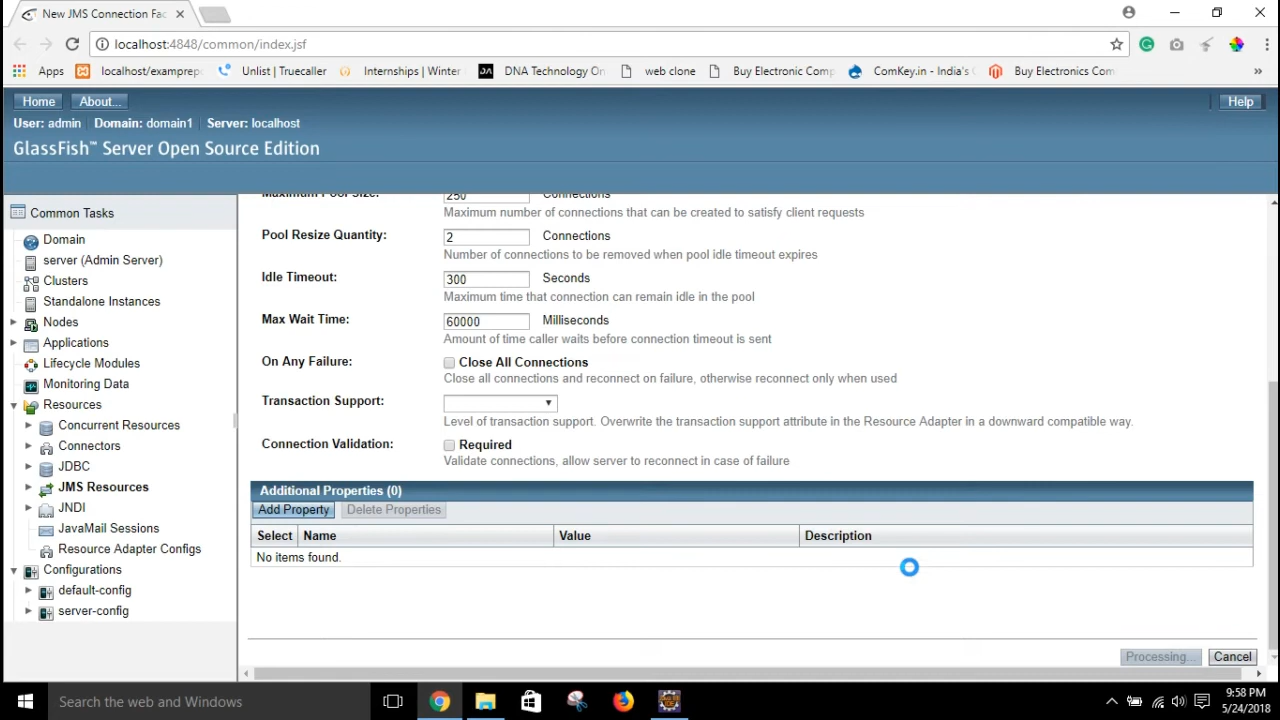 New JMS Connection Fac
localhost:4848/common/index.jsf
Apps
localhost/examprep
Unlist | Truecaller
Internships | Winter
DNA Technology On
web clone
Buy Electronic Comp
ComKey.in - India's
Buy Electronics Com
»
Home
About...
Help
User: admin Domain: domain1 Server: localhost
GlassFish™ Server Open Source Edition
Common Tasks
Domain
server (Admin Server)
Clusters
Standalone Instances
Nodes
Applications
Lifecycle Modules
Monitoring Data
Resources
Concurrent Resources
Connectors
JDBC
JMS Resources
JNDI
JavaMail Sessions
Resource Adapter Configs
Configurations
default-config
server-config
Maximum Pool Size: 250 Connections
Maximum number of connections that can be created to satisfy client requests
Pool Resize Quantity: 2 Connections
Number of connections to be removed when pool idle timeout expires
Idle Timeout: 300 Seconds
Maximum time that connection can remain idle in the pool
Max Wait Time: 60000 Milliseconds
Amount of time caller waits before connection timeout is sent
On Any Failure: Close All Connections
Close all connections and reconnect on failure, otherwise reconnect only when used
Transaction Support:
Level of transaction support. Overwrite the transaction support attribute in the Resource Adapter in a downward compatible way.
Connection Validation: Required
Validate connections, allow server to reconnect in case of failure
Additional Properties (0)
Add Property Delete Properties
Select Name Value Description
No items found.
Processing... Cancel
Search the web and Windows
9:58 PM
5/24/2018